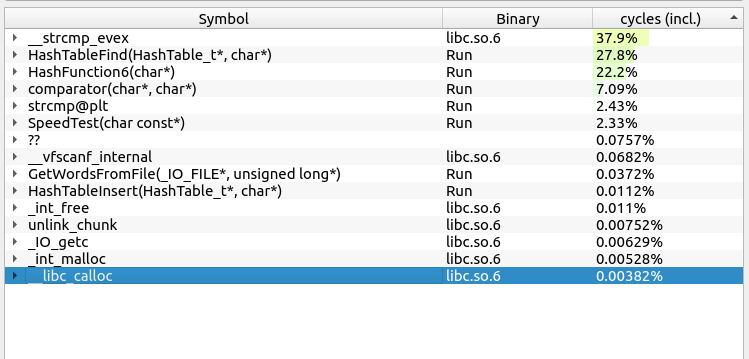 Symbol Binary cycles (incl.)
__strcmp_evex libc.so.6 37.9%
HashTableFind(HashTable_t*, char*) Run 27.8%
HashFunction6(char*) Run 22.2%
comparator(char*, char*) Run 7.09%
strcmp@plt Run 2.43%
SpeedTest(char const*) Run 2.33%
?? 0.0757%
__vfscanf_internal libc.so.6 0.0682%
GetWordsFromFile(_IO_FILE*, unsigned long*) Run 0.0372%
HashTableInsert(HashTable_t*, char*) Run 0.0112%
_int_free libc.so.6 0.011%
unlink_chunk libc.so.6 0.00752%
_IO_getc libc.so.6 0.00629%
_int_malloc libc.so.6 0.00528%
__libc_calloc libc.so.6 0.00382%